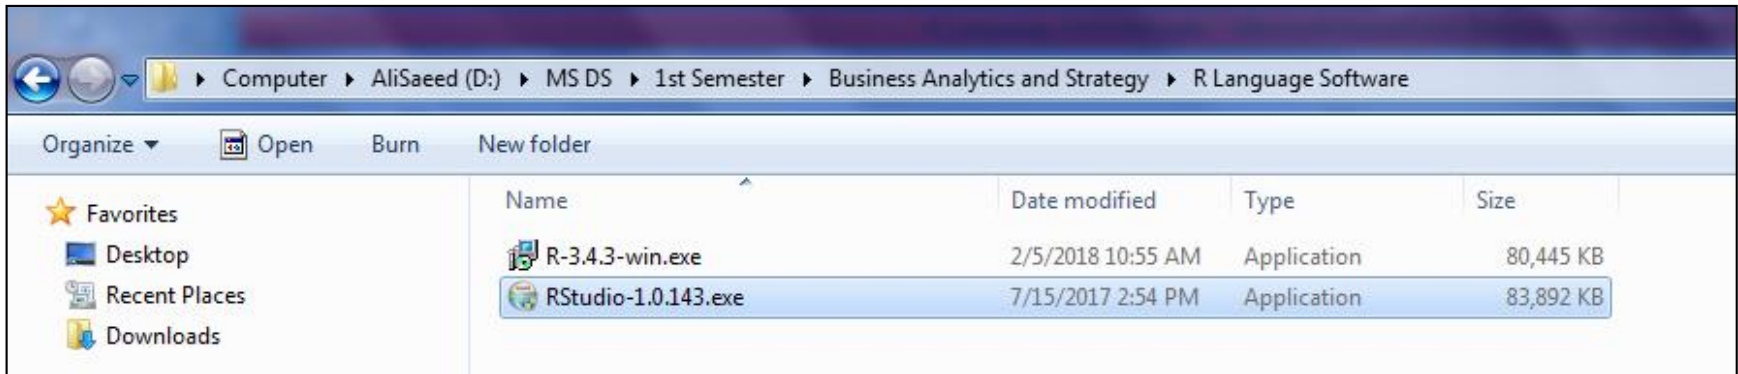 Computer ▸ AliSaeed (D:) ▸ MS DS ▸ 1st Semester ▸ Business Analytics and Strategy ▸ R Language Software
Organize ▾ Open Burn New folder
Favorites
Desktop
Recent Places
Downloads
Name Date modified Type Size
R-3.4.3-win.exe 2/5/2018 10:55 AM Application 80,445 KB
RStudio-1.0.143.exe 7/15/2017 2:54 PM Application 83,892 KB